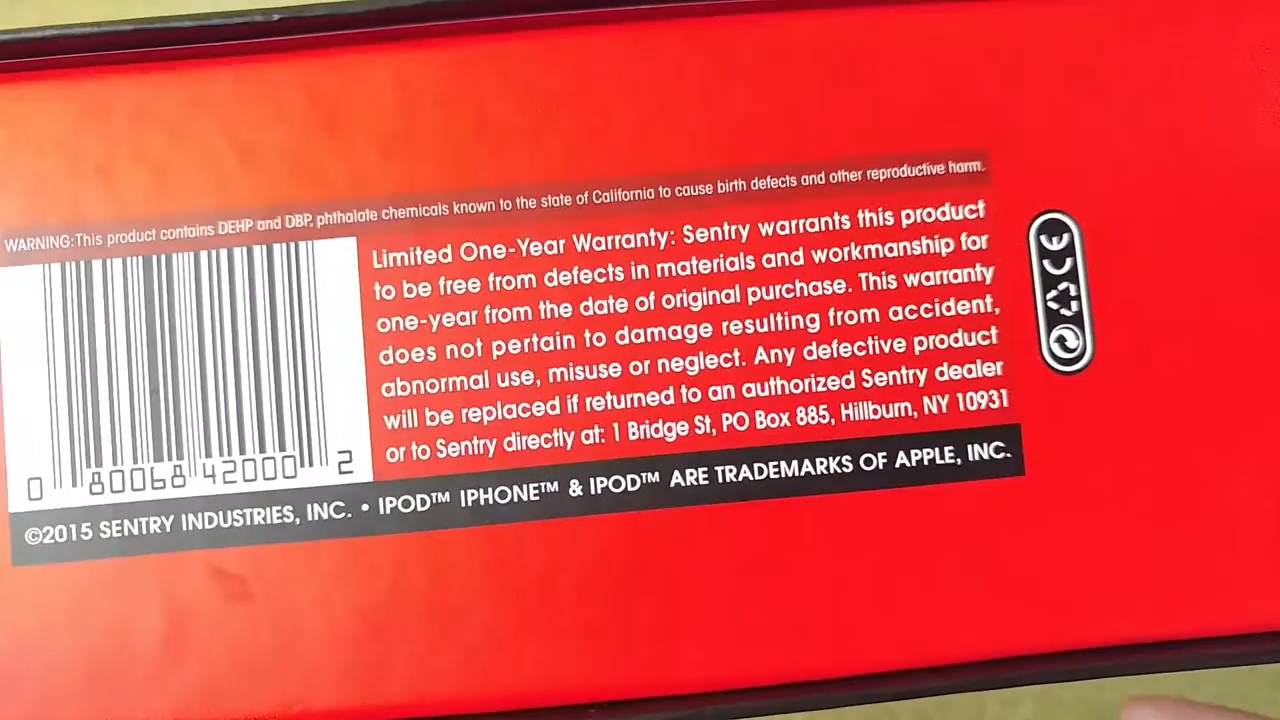 WARNING: This product contains DEHP and DBP, phthalate chemicals known to the state of California to cause birth defects and other reproductive harm.
Limited One-Year Warranty: Sentry warrants this product
to be free from defects in materials and workmanship for
one-year from the date of original purchase. This warranty
does not pertain to damage resulting from accident,
abnormal use, misuse or neglect. Any defective product
will be replaced if returned to an authorized Sentry dealer
or to Sentry directly at: 1 Bridge St, PO Box 885, Hillburn, NY 10931
0 80068 42000 2
©2015 SENTRY INDUSTRIES, INC. • IPOD™ IPHONE™ & IPOD™ ARE TRADEMARKS OF APPLE, INC.
CE